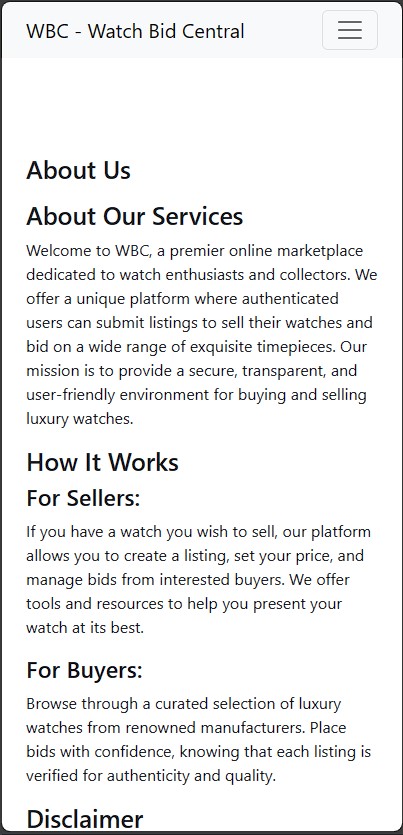 WBC - Watch Bid Central
About Us
About Our Services
Welcome to WBC, a premier online marketplace
dedicated to watch enthusiasts and collectors. We
offer a unique platform where authenticated
users can submit listings to sell their watches and
bid on a wide range of exquisite timepieces. Our
mission is to provide a secure, transparent, and
user-friendly environment for buying and selling
luxury watches.
How It Works
For Sellers:
If you have a watch you wish to sell, our platform
allows you to create a listing, set your price, and
manage bids from interested buyers. We offer
tools and resources to help you present your
watch at its best.
For Buyers:
Browse through a curated selection of luxury
watches from renowned manufacturers. Place
bids with confidence, knowing that each listing is
verified for authenticity and quality.
Disclaimer